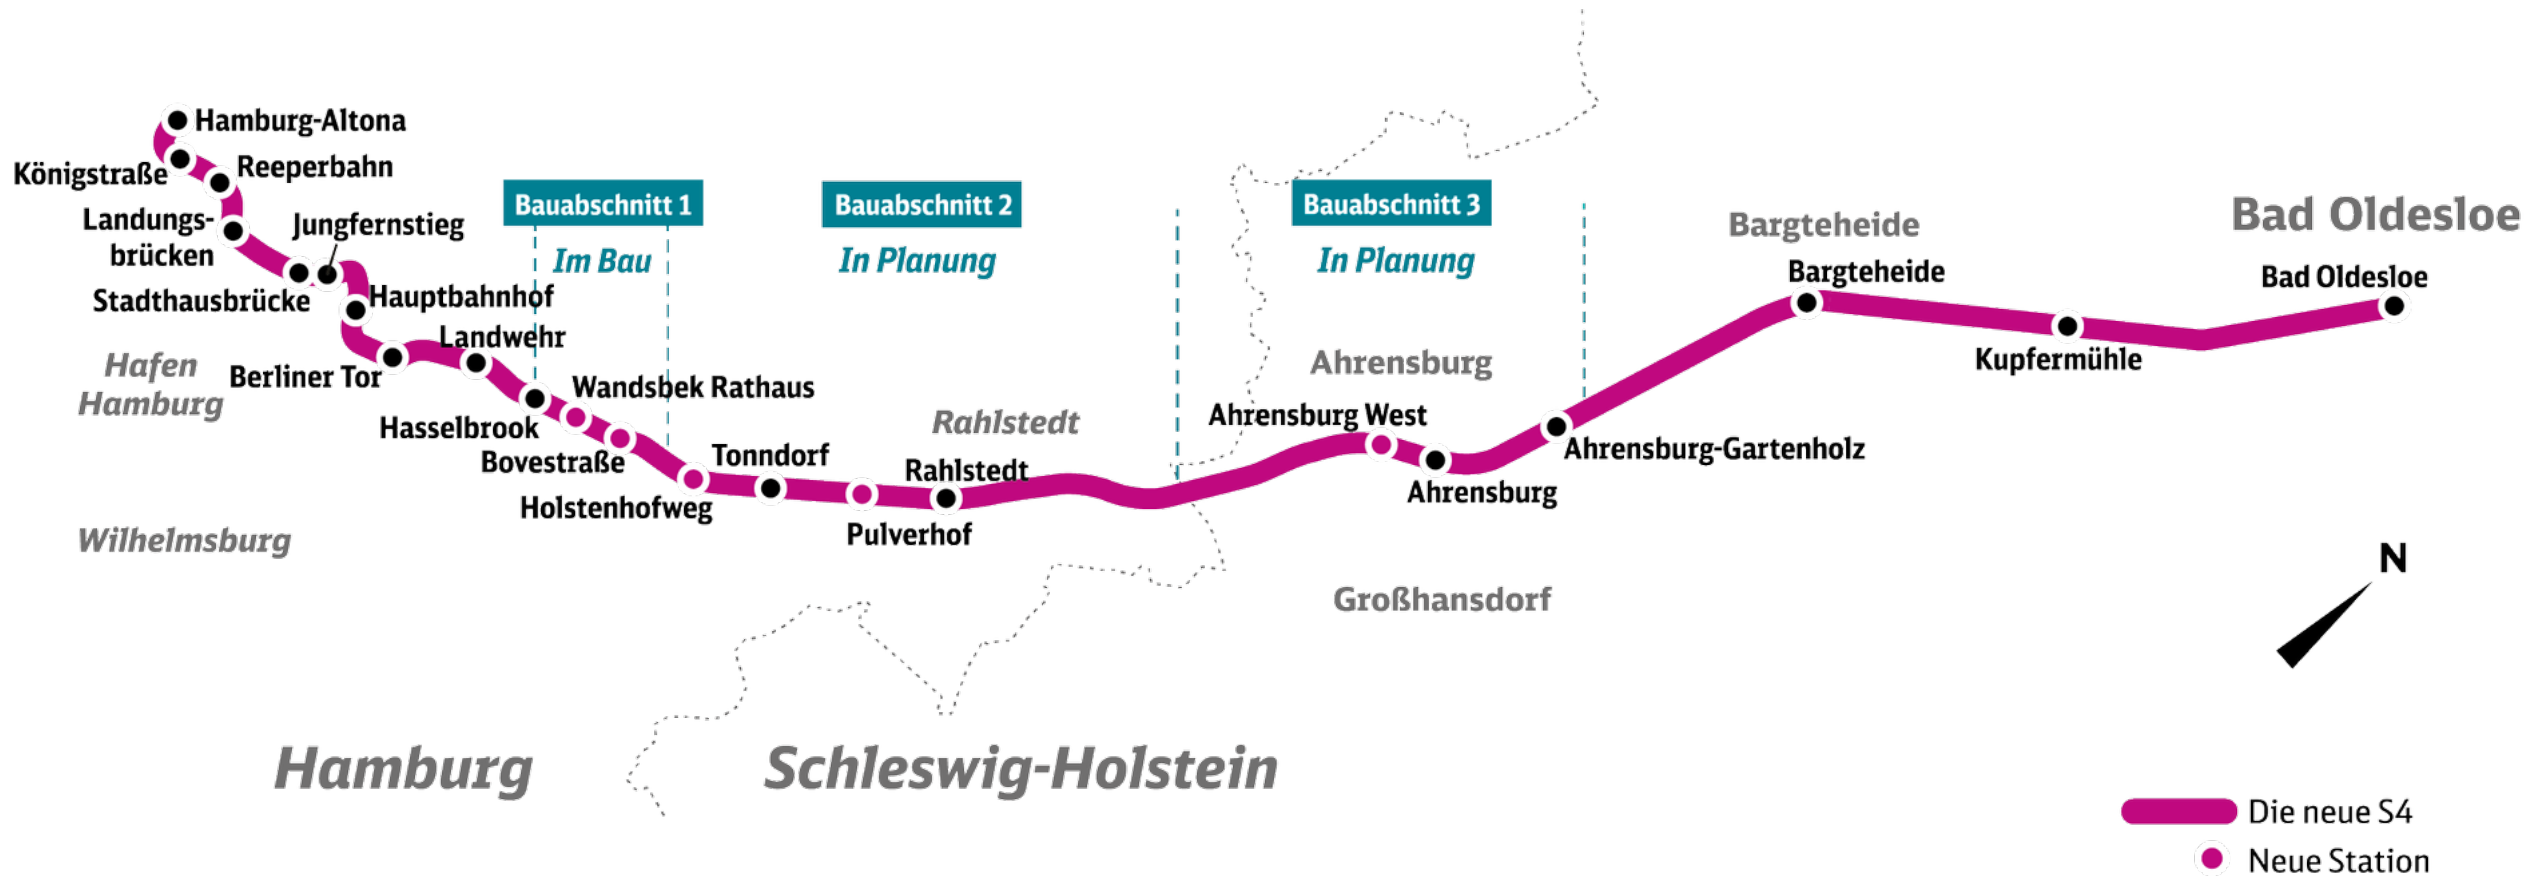 Hamburg-Altona
Königstraße
Reeperbahn
Landungs-
brücken
Jungfernstieg
Stadthausbrücke
Hauptbahnhof
Landwehr
Berliner Tor
Hafen
Hamburg
Wilhelmsburg
Bauabschnitt 1
Im Bau
Bauabschnitt 2
In Planung
Bauabschnitt 3
In Planung
Wandsbek Rathaus
Hasselbrook
Bovestraße
Holstenhofweg
Tonndorf
Rahlstedt
Rahlstedt
Pulverhof
Ahrensburg
Ahrensburg West
Ahrensburg
Ahrensburg-Gartenholz
Großhansdorf
Bargteheide
Bargteheide
Kupfermühle
Bad Oldesloe
Bad Oldesloe
N
Hamburg
Schleswig-Holstein
Die neue S4
Neue Station